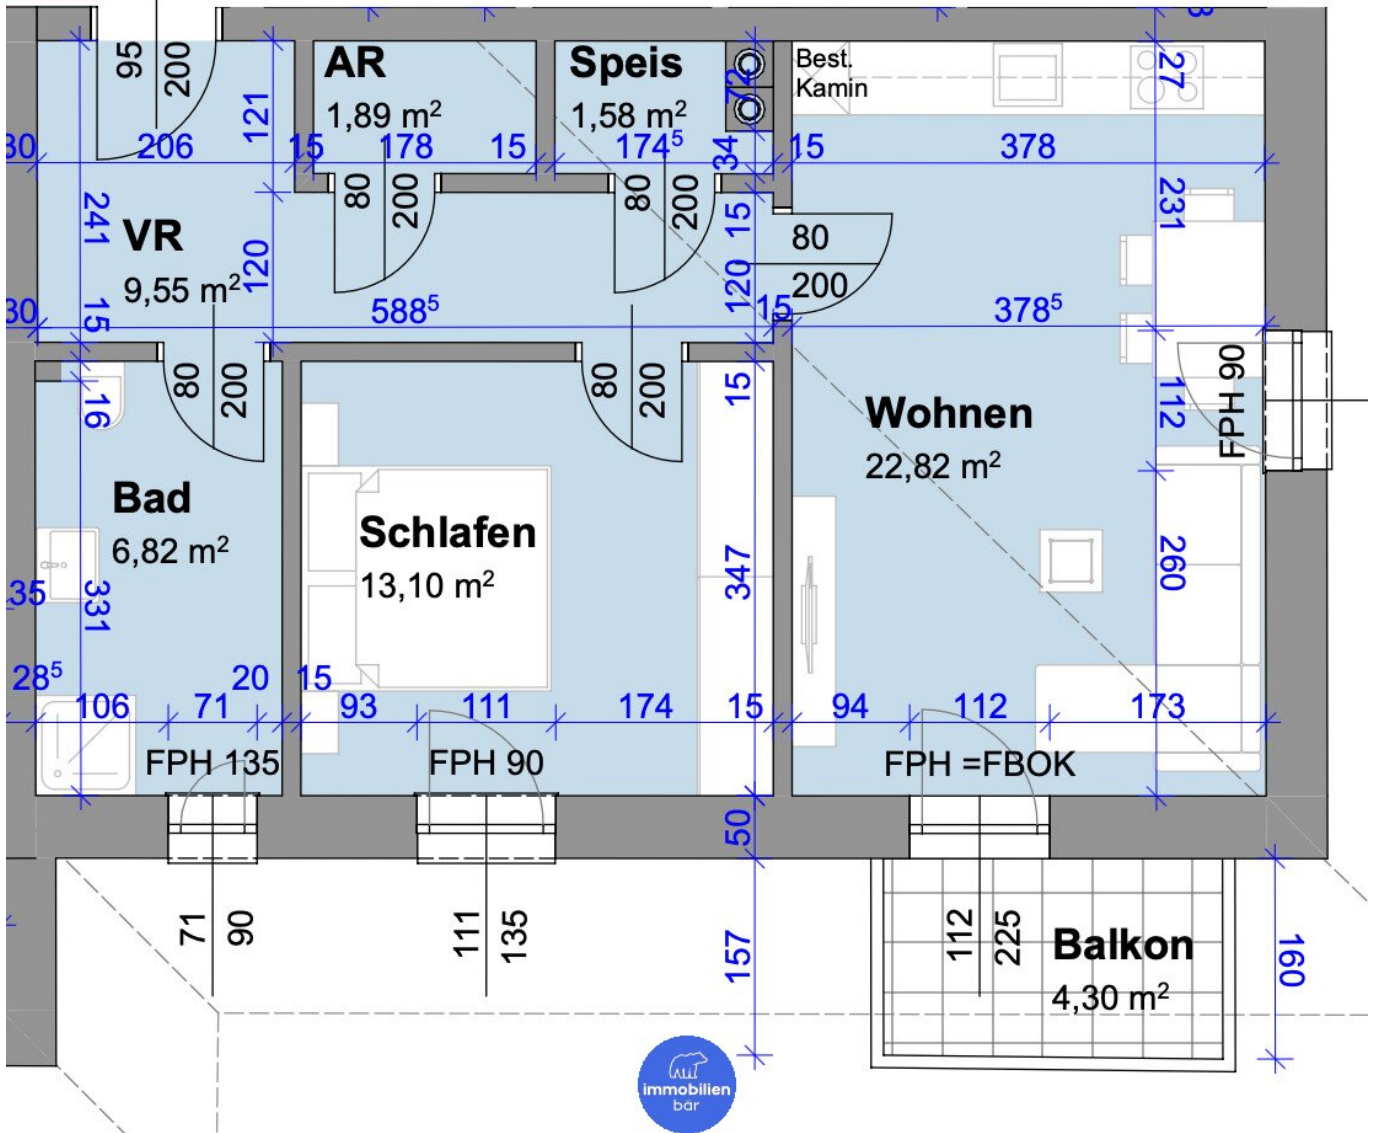 95
200
AR
1,89 m²
Speis
1,58 m²
Best.
Kamin
72
27
30
206
121
15
178
15
174⁵
34
15
378
80
200
80
200
15
231
241
VR
9,55 m²
120
120
80
200
30
15
588⁵
15
378⁵
80
200
80
200
15
FPH 90
16
112
Wohnen
22,82 m²
Bad
6,82 m²
Schlafen
13,10 m²
347
260
35
331
28⁵
106
71
20
15
93
111
174
15
94
112
173
FPH 135
FPH 90
FPH =FBOK
50
71
90
111
135
157
112
225
Balkon
4,30 m²
160
immobilien
bär